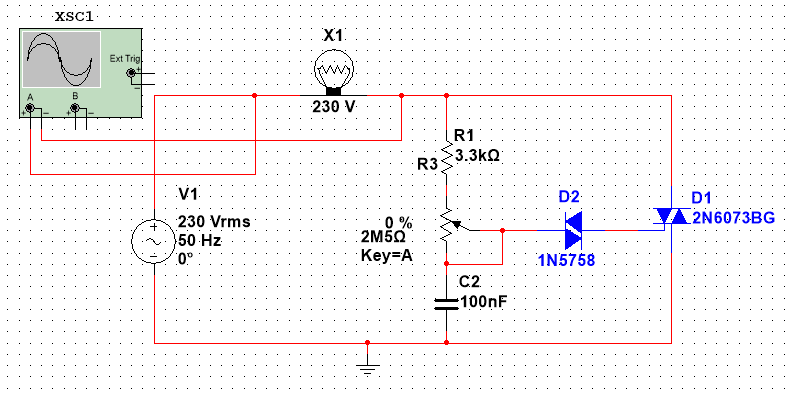 XSC1
Ext Trig
+
−
A
B
+ −
+ −
X1
230 V
V1
230 Vrms
50 Hz
0°
R1
3.3kΩ
R3
0 %
2M5Ω
Key=A
C2
100nF
D2
1N5758
D1
2N6073BG